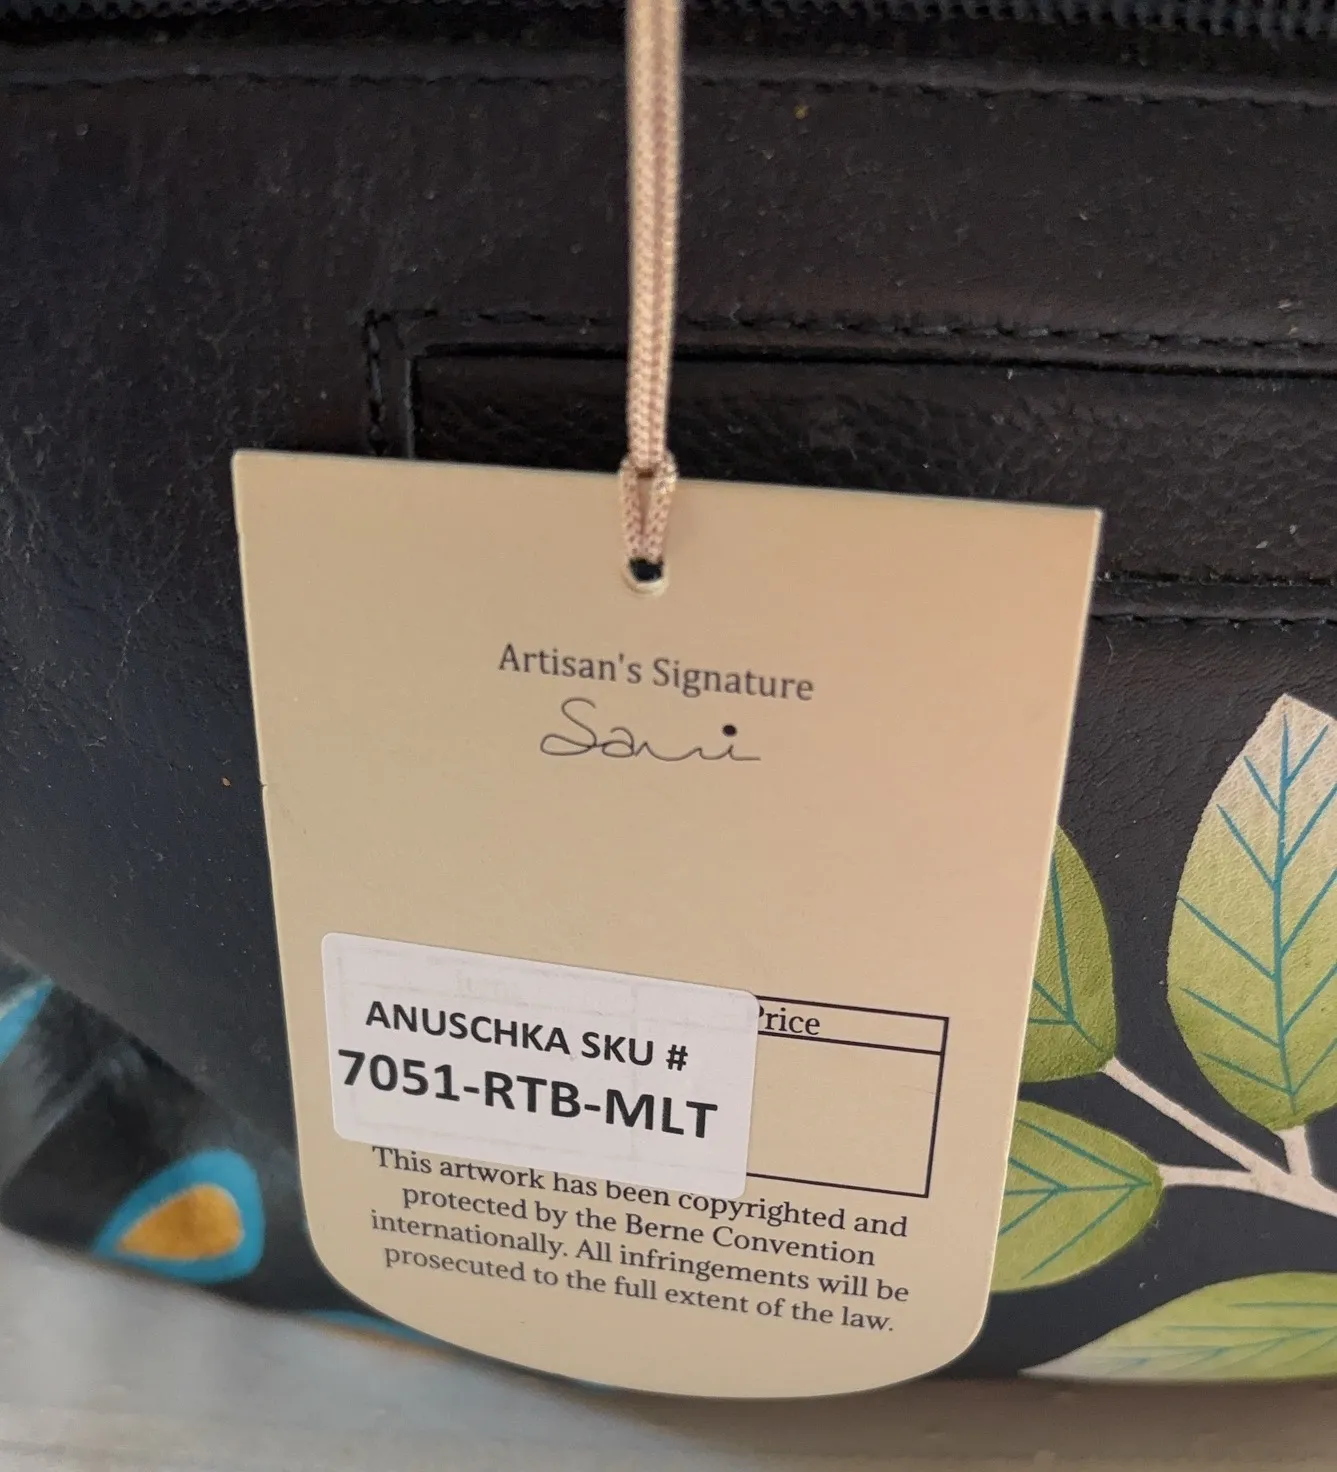 Artisan's Signature
Sani
ANUSCHKA SKU #
7051-RTB-MLT
Price
This artwork has been copyrighted and
protected by the Berne Convention
internationally. All infringements will be
prosecuted to the full extent of the law.